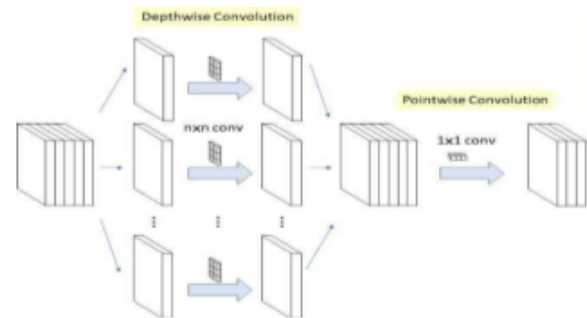 Depthwise Convolution
Pointwise Convolution
nxn conv
1x1 conv
...
...
...